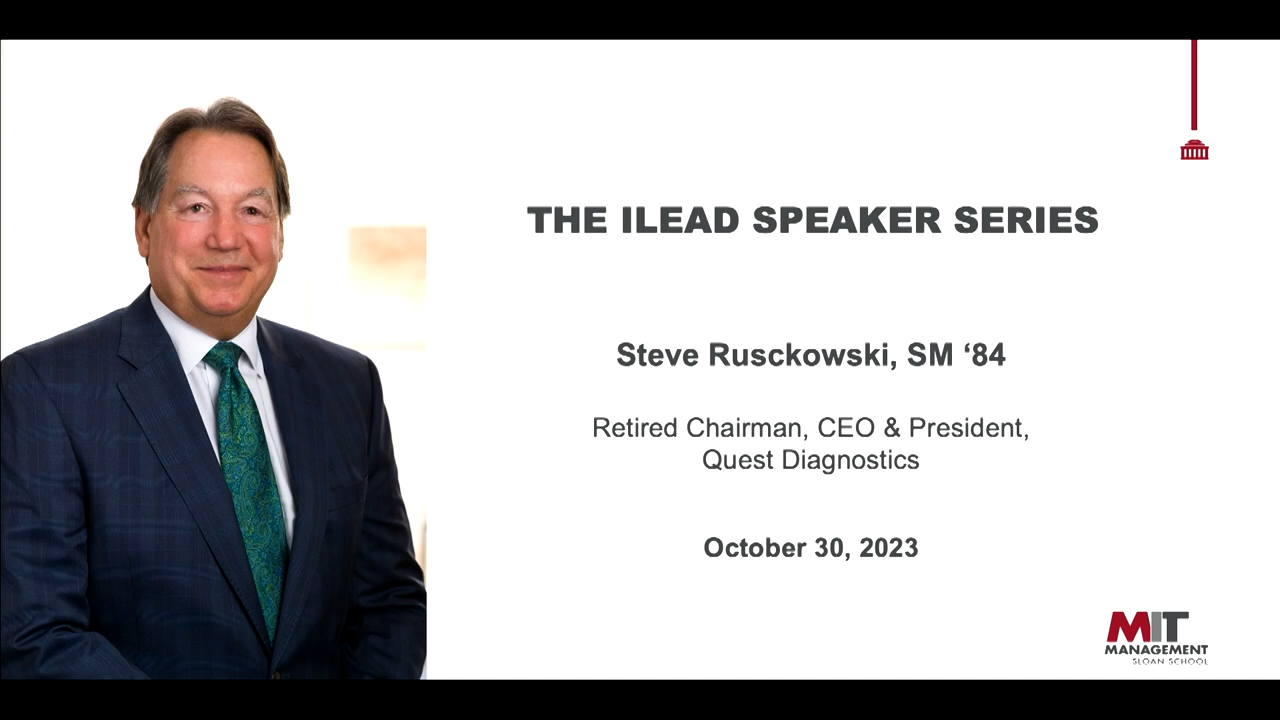 THE ILEAD SPEAKER SERIES
Steve Rusckowski, SM ‘84
Retired Chairman, CEO & President,
Quest Diagnostics
October 30, 2023
MIT
MANAGEMENT
SLOAN SCHOOL